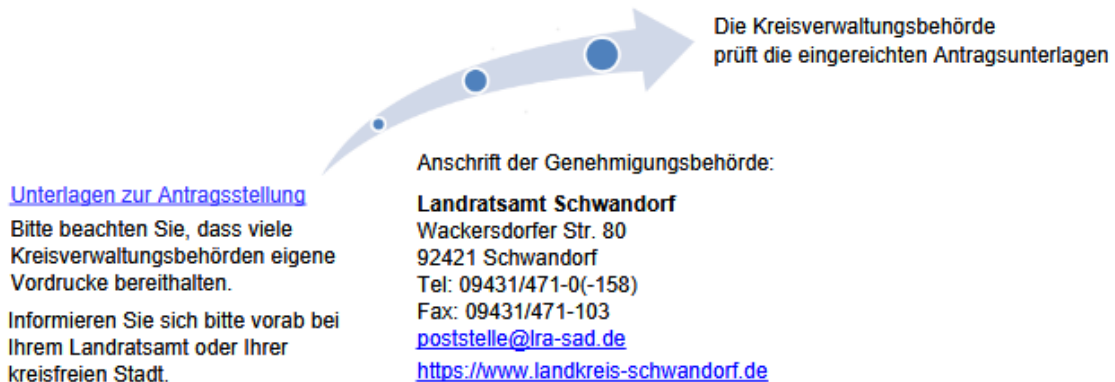 Die Kreisverwaltungsbehörde
prüft die eingereichten Antragsunterlagen
Anschrift der Genehmigungsbehörde:
Landratsamt Schwandorf
Wackersdorfer Str. 80
92421 Schwandorf
Tel: 09431/471-0(-158)
Fax: 09431/471-103
poststelle@lra-sad.de
https://www.landkreis-schwandorf.de
Unterlagen zur Antragsstellung
Bitte beachten Sie, dass viele
Kreisverwaltungsbehörden eigene
Vordrucke bereithalten.
Informieren Sie sich bitte vorab bei
Ihrem Landratsamt oder Ihrer
kreisfreien Stadt.